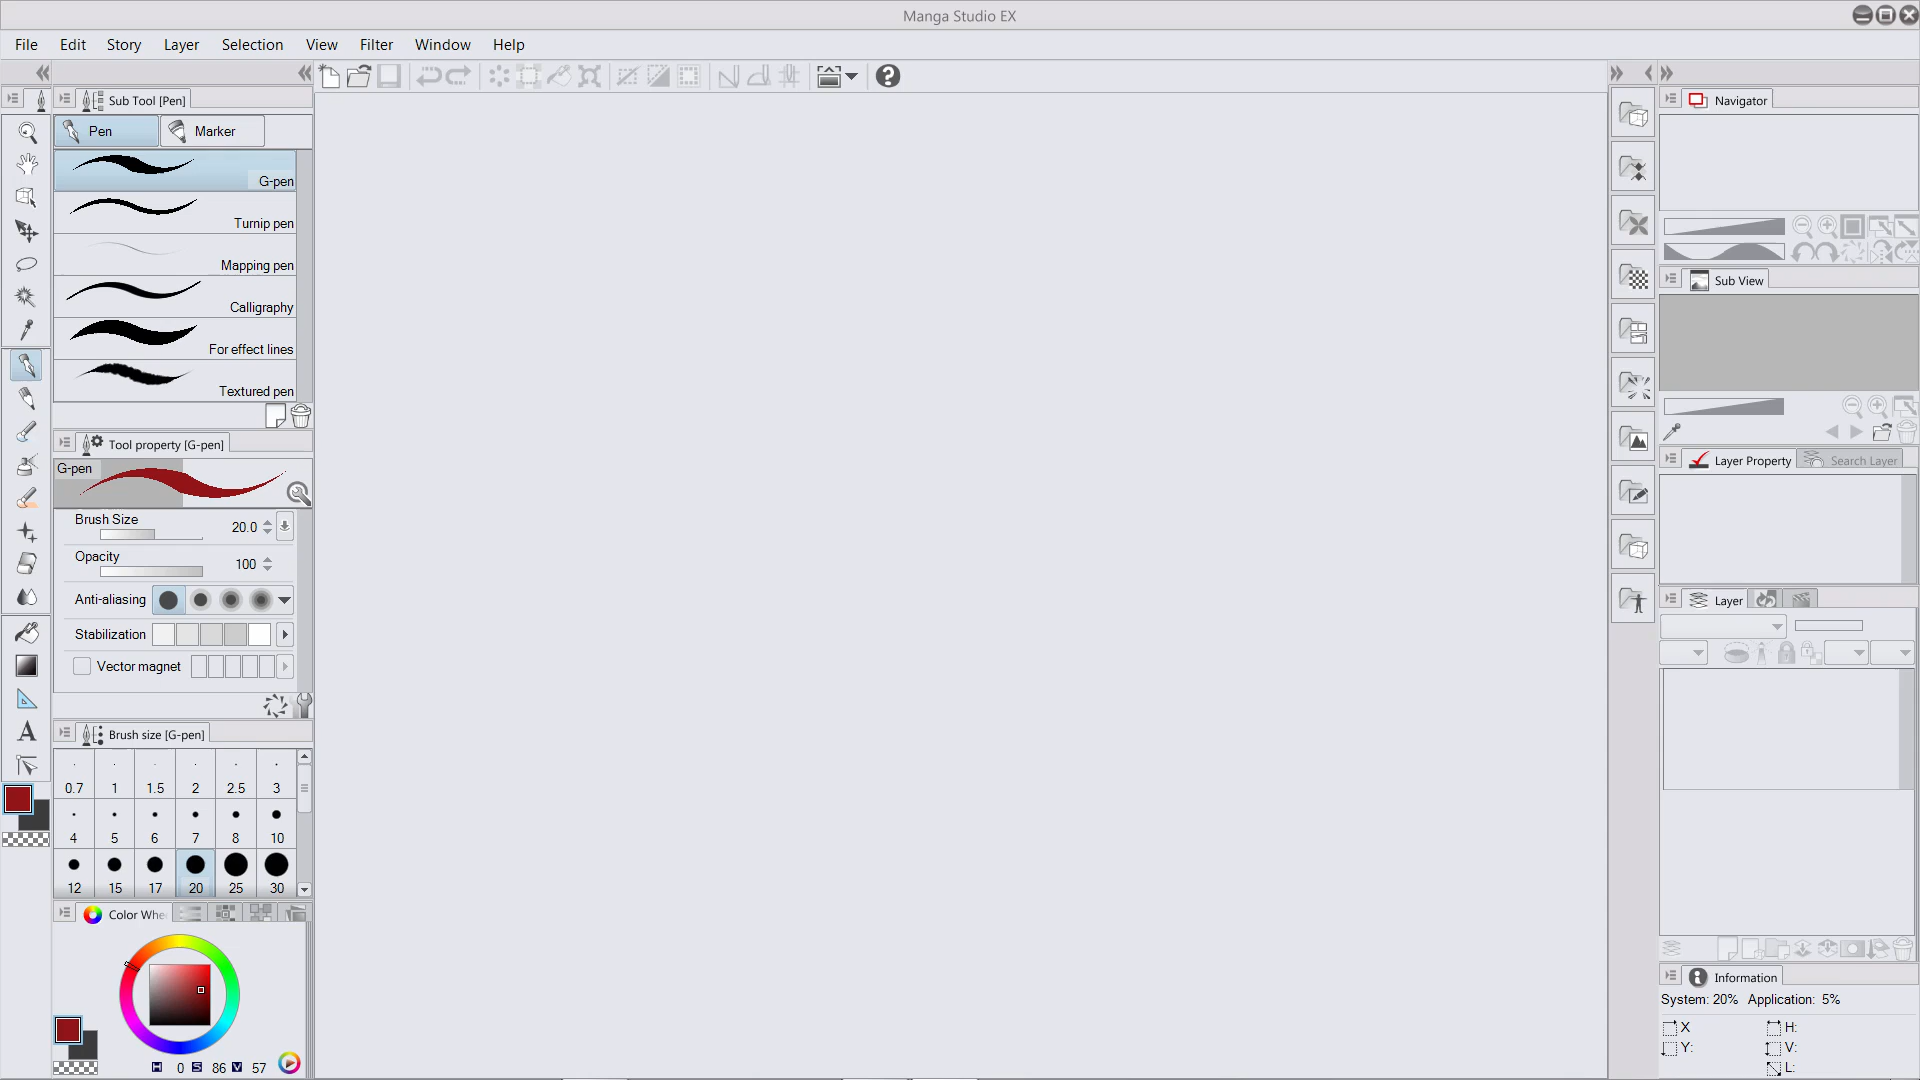 Manga Studio EX
File Edit Story Layer Selection View Filter Window Help
Sub Tool [Pen]
Pen Marker
G-pen
Turnip pen
Mapping pen
Calligraphy
For effect lines
Textured pen
Tool property [G-pen]
G-pen
Brush Size 20.0
Opacity 100
Anti-aliasing
Stabilization
Vector magnet
Brush size [G-pen]
0.7 1 1.5 2 2.5 3
4 5 6 7 8 10
12 15 17 20 25 30
Color Whe
H 0 S 86 V 57
Navigator
Sub View
Layer Property Search Layer
Layer
Information
System: 20% Application: 5%
X H:
Y: V:
L: